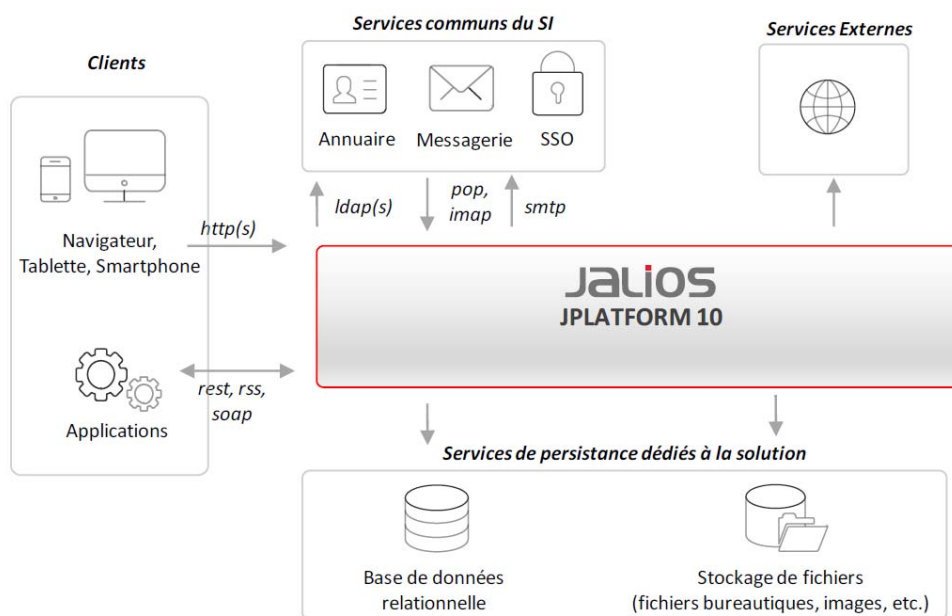 Services communs du SI
Services Externes
Clients
Annuaire
Messagerie
SSO
ldap(s)
pop,
imap
smtp
http(s)
Navigateur,
Tablette, Smartphone
JALiOS
JPLATFORM 10
rest, rss,
soap
Applications
Services de persistance dédiés à la solution
Base de données
relationnelle
Stockage de fichiers
(fichiers bureautiques, images, etc.)